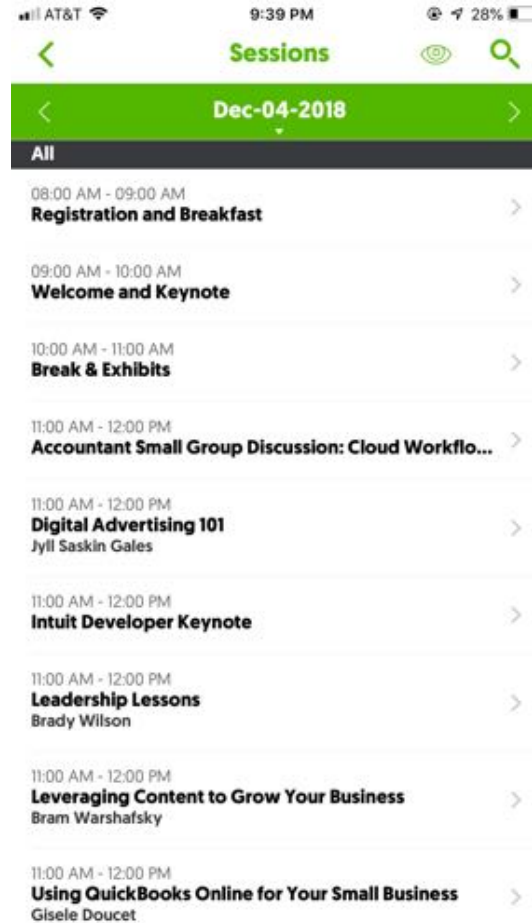 AT&T 9:39 PM 28%
Sessions
Dec-04-2018
All
08:00 AM - 09:00 AM
Registration and Breakfast
09:00 AM - 10:00 AM
Welcome and Keynote
10:00 AM - 11:00 AM
Break & Exhibits
11:00 AM - 12:00 PM
Accountant Small Group Discussion: Cloud Workflo...
11:00 AM - 12:00 PM
Digital Advertising 101
Jyll Saskin Gales
11:00 AM - 12:00 PM
Intuit Developer Keynote
11:00 AM - 12:00 PM
Leadership Lessons
Brady Wilson
11:00 AM - 12:00 PM
Leveraging Content to Grow Your Business
Bram Warshafsky
11:00 AM - 12:00 PM
Using QuickBooks Online for Your Small Business
Gisele Doucet